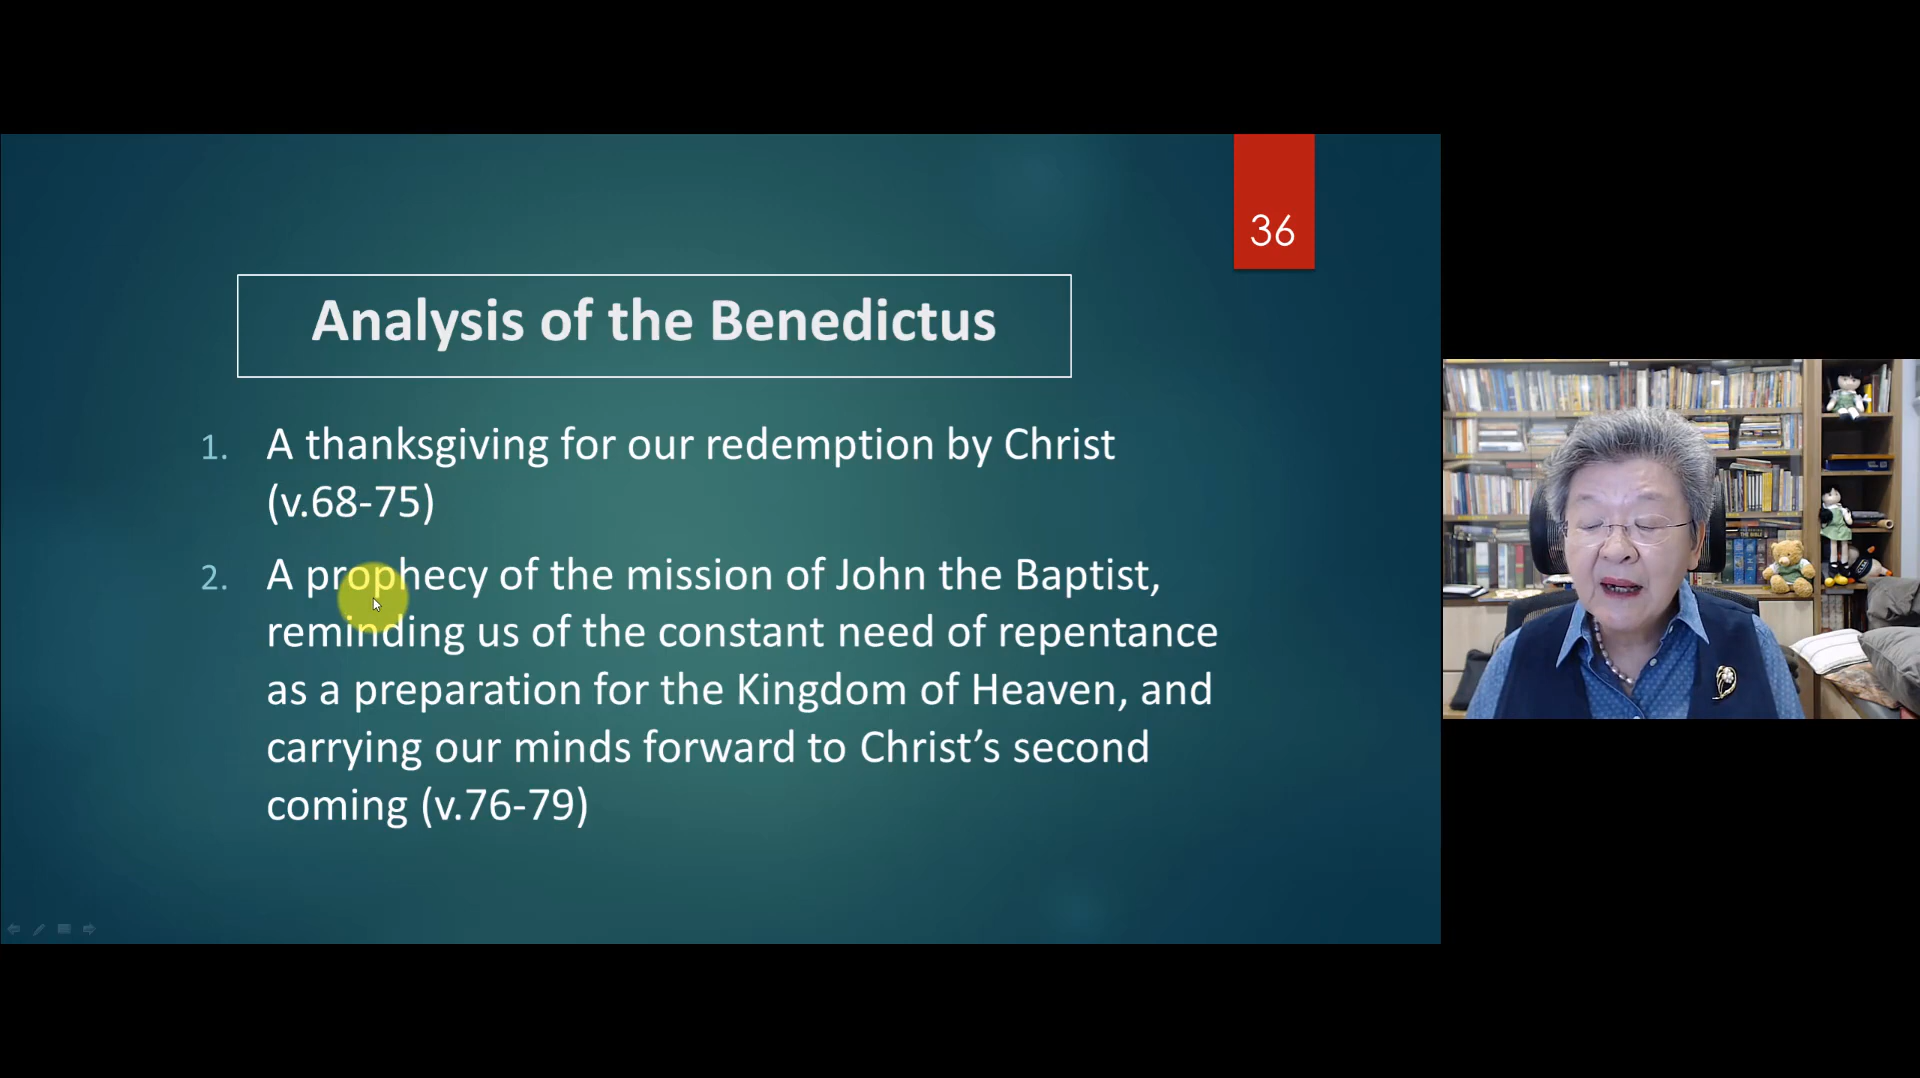 36
Analysis of the Benedictus
1. A thanksgiving for our redemption by Christ
(v.68-75)
2. A prophecy of the mission of John the Baptist,
reminding us of the constant need of repentance
as a preparation for the Kingdom of Heaven, and
carrying our minds forward to Christ’s second
coming (v.76-79)